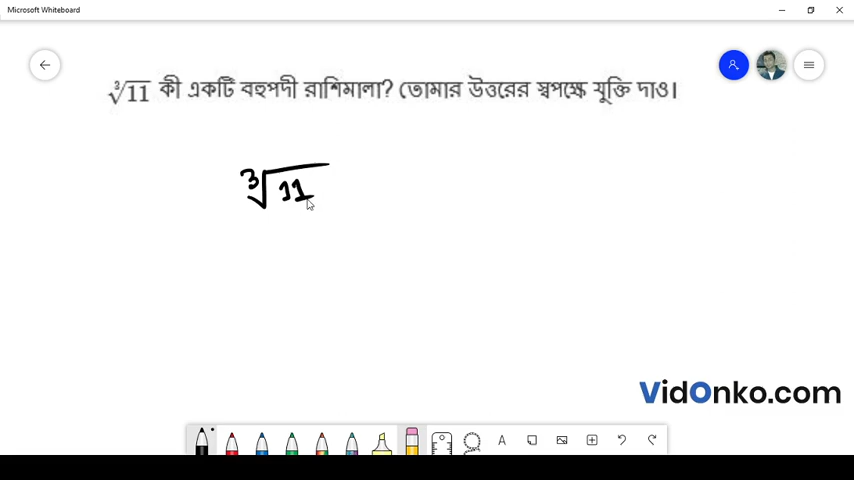 Microsoft Whiteboard
∛11 কী একটি বহুপদী রাশিমালা? তোমার উত্তরের স্বপক্ষে যুক্তি দাও।
∛11
VidOnko.com